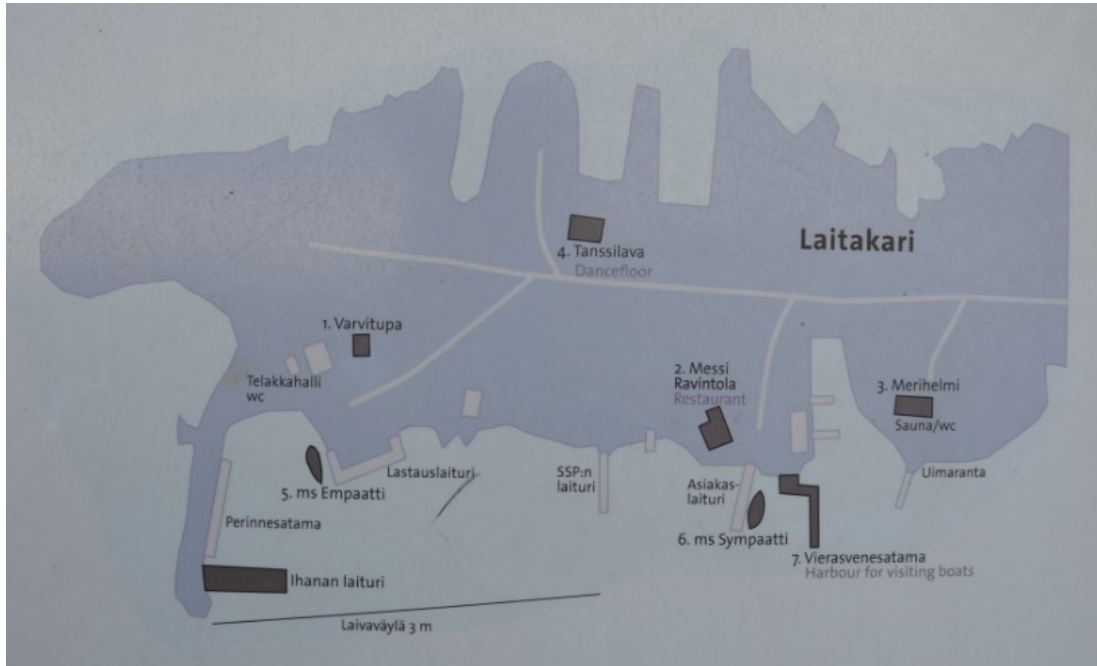 Laitakari
4. Tanssilava
Dancefloor
1. Varvitupa
Telakkahalli
wc
2. Messi
Ravintola
Restaurant
3. Merihelmi
Sauna/wc
5. ms Empaatti
Lastauslaituri
SSP:n
laituri
Asiakas-
laituri
Uimaranta
Perinnesatama
6. ms Sympaatti
7. Vierasvenesatama
Harbour for visiting boats
Ihanan laituri
Laivaväylä 3 m